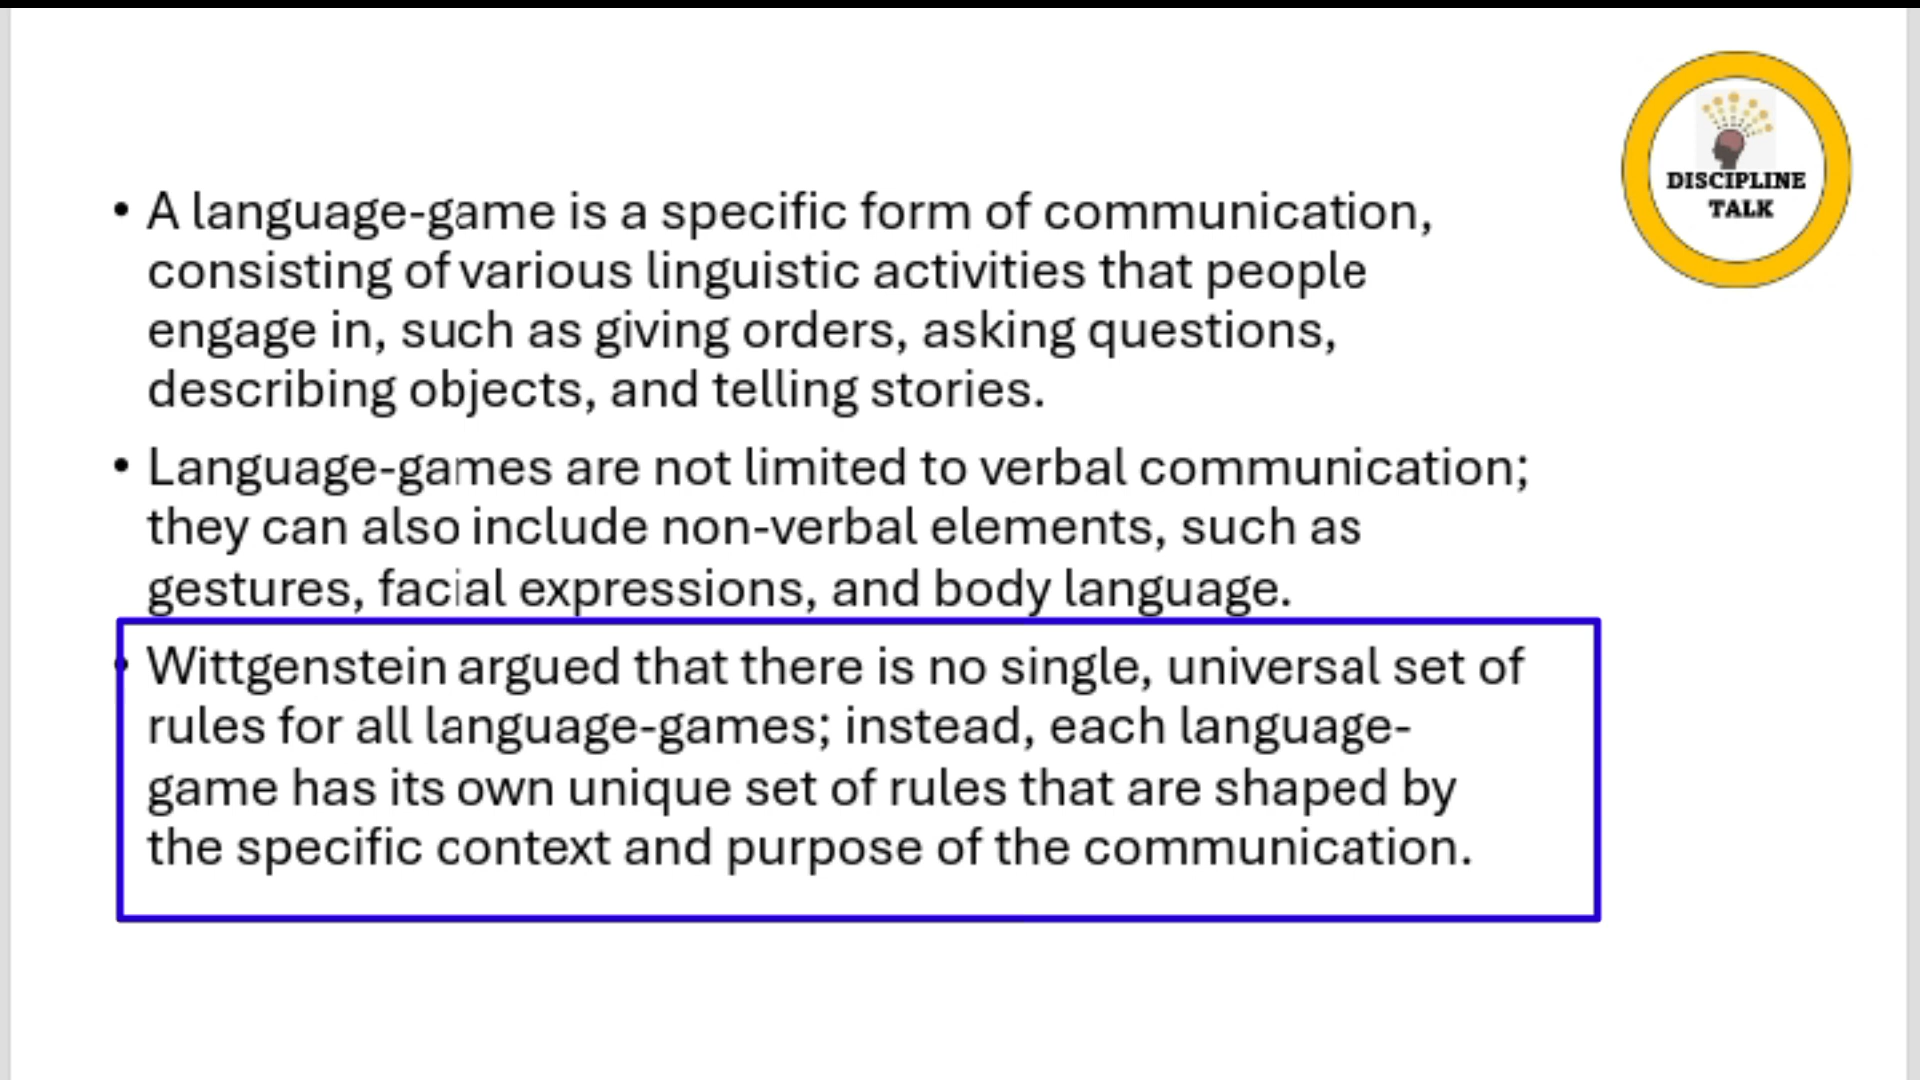 DISCIPLINE
TALK
• A language-game is a specific form of communication,
consisting of various linguistic activities that people
engage in, such as giving orders, asking questions,
describing objects, and telling stories.
• Language-games are not limited to verbal communication;
they can also include non-verbal elements, such as
gestures, facial expressions, and body language.
• Wittgenstein argued that there is no single, universal set of
rules for all language-games; instead, each language-
game has its own unique set of rules that are shaped by
the specific context and purpose of the communication.